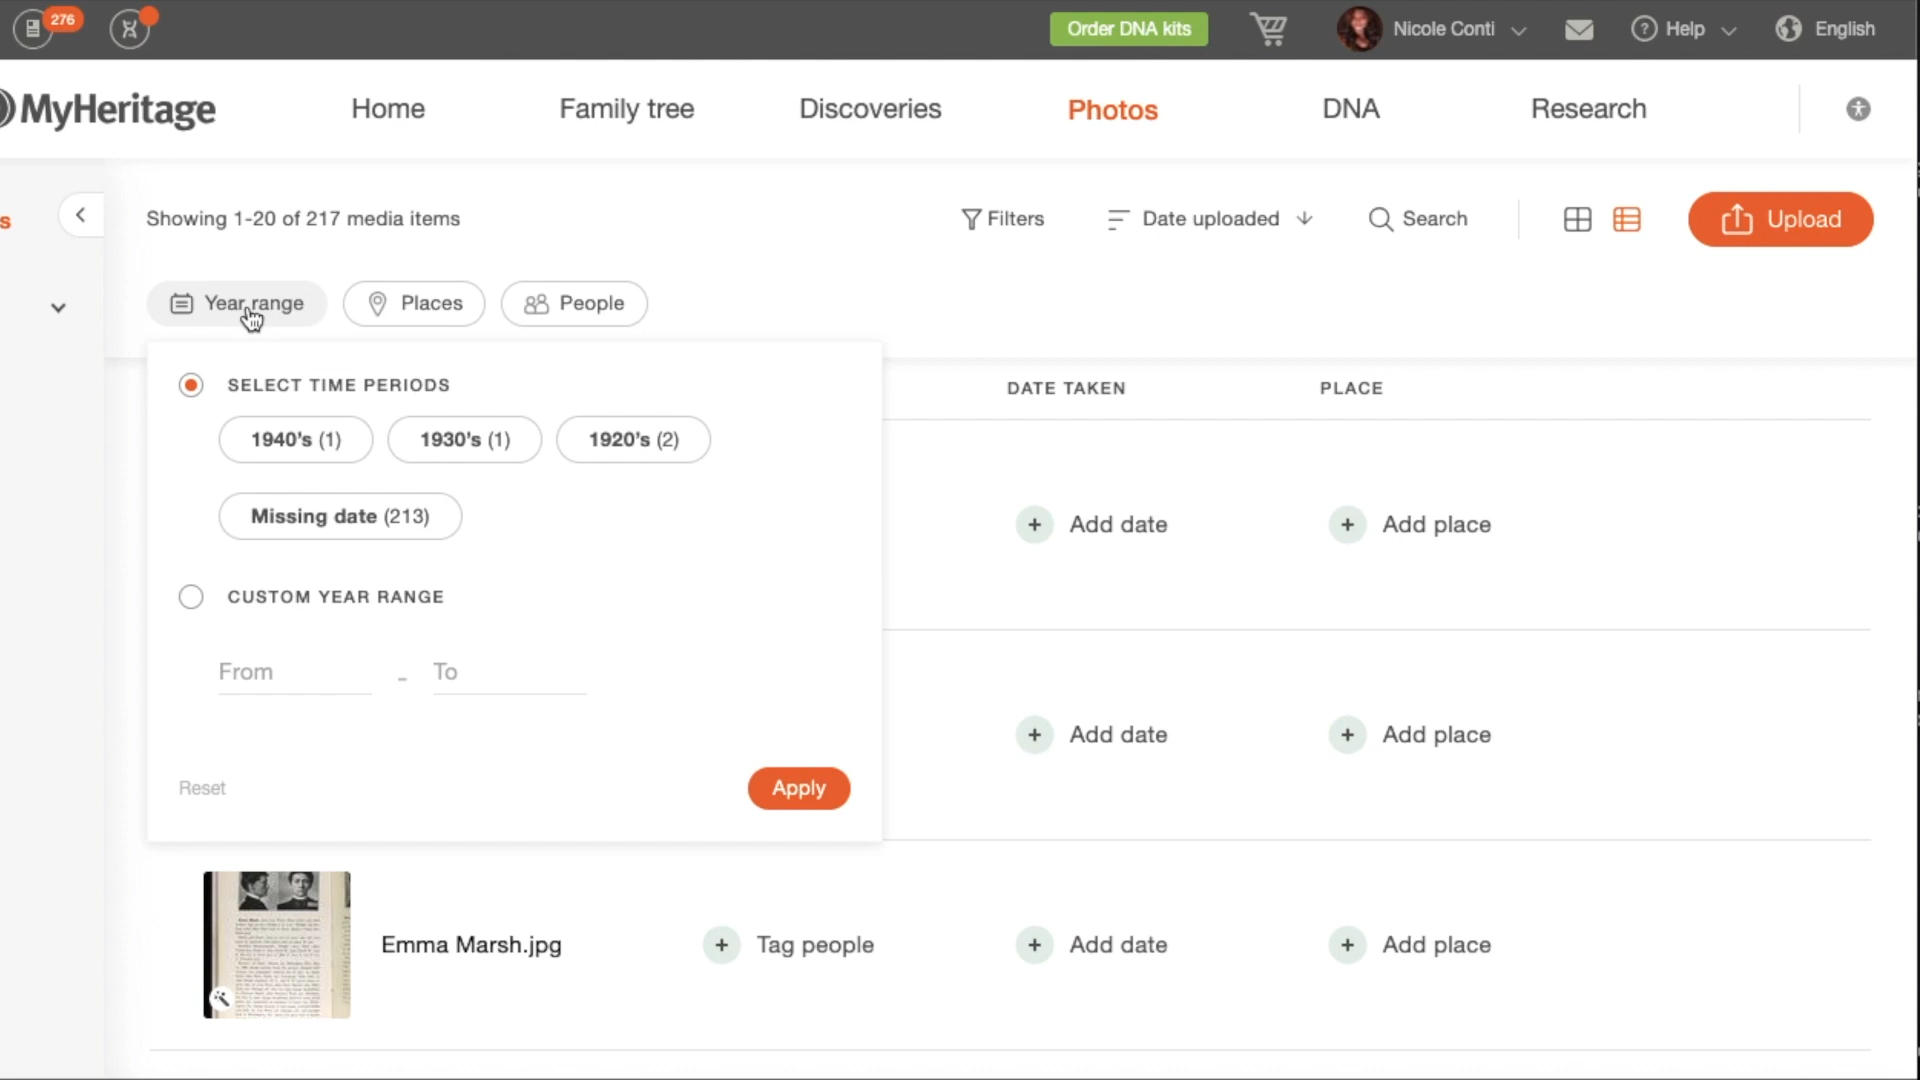 276
Order DNA kits
Nicole Conti
Help
English
MyHeritage
Home
Family tree
Discoveries
Photos
DNA
Research
s
Showing 1-20 of 217 media items
Filters
Date uploaded
Search
Upload
Year range
Places
People
SELECT TIME PERIODS
1940's (1)
1930's (1)
1920's (2)
Missing date (213)
CUSTOM YEAR RANGE
From - To
Reset
Apply
DATE TAKEN
PLACE
+ Add date
+ Add place
+ Add date
+ Add place
Emma Marsh.jpg
+ Tag people
+ Add date
+ Add place